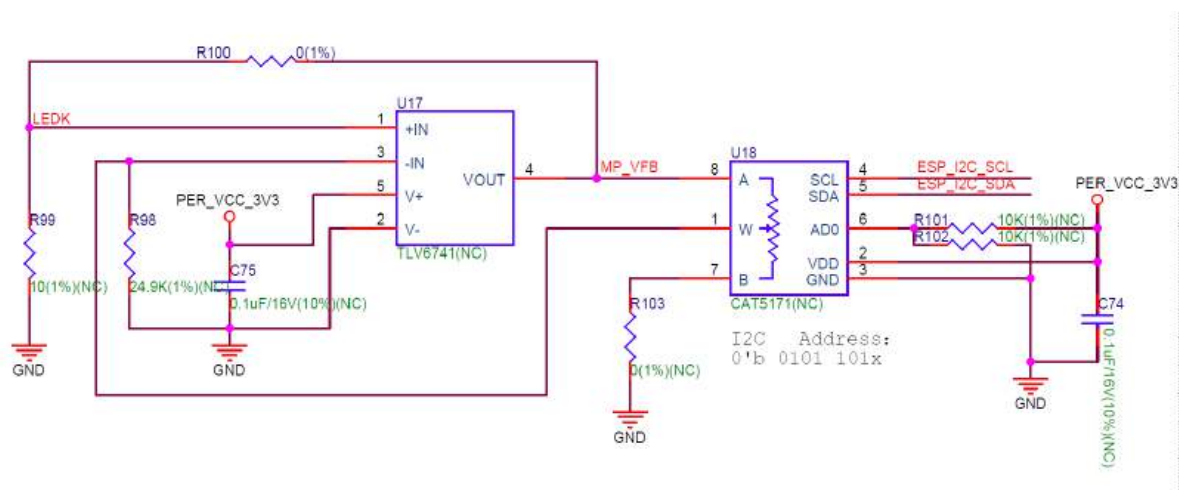 R100 0(1%)
U17
LEDK
1 +IN
3 -IN
5 V+
2 V-
VOUT 4
TLV6741(NC)
MP_VFB
PER_VCC_3V3
R99
10(1%)(NC)
R98
24.9K(1%)(NC)
C75
0.1uF/16V(10%)(NC)
GND
GND
U18
8 A
1 W
7 B
SCL 4 ESP_I2C_SCL
SDA 5 ESP_I2C_SDA
AD0 6
VDD 2
GND 3
CAT5171(NC)
I2C Address:
0'b 0101 101x
R101 10K(1%)(NC)
R102 10K(1%)(NC)
PER_VCC_3V3
R103
0(1%)(NC)
GND
C74
0.1uF/16V(10%)(NC)
GND